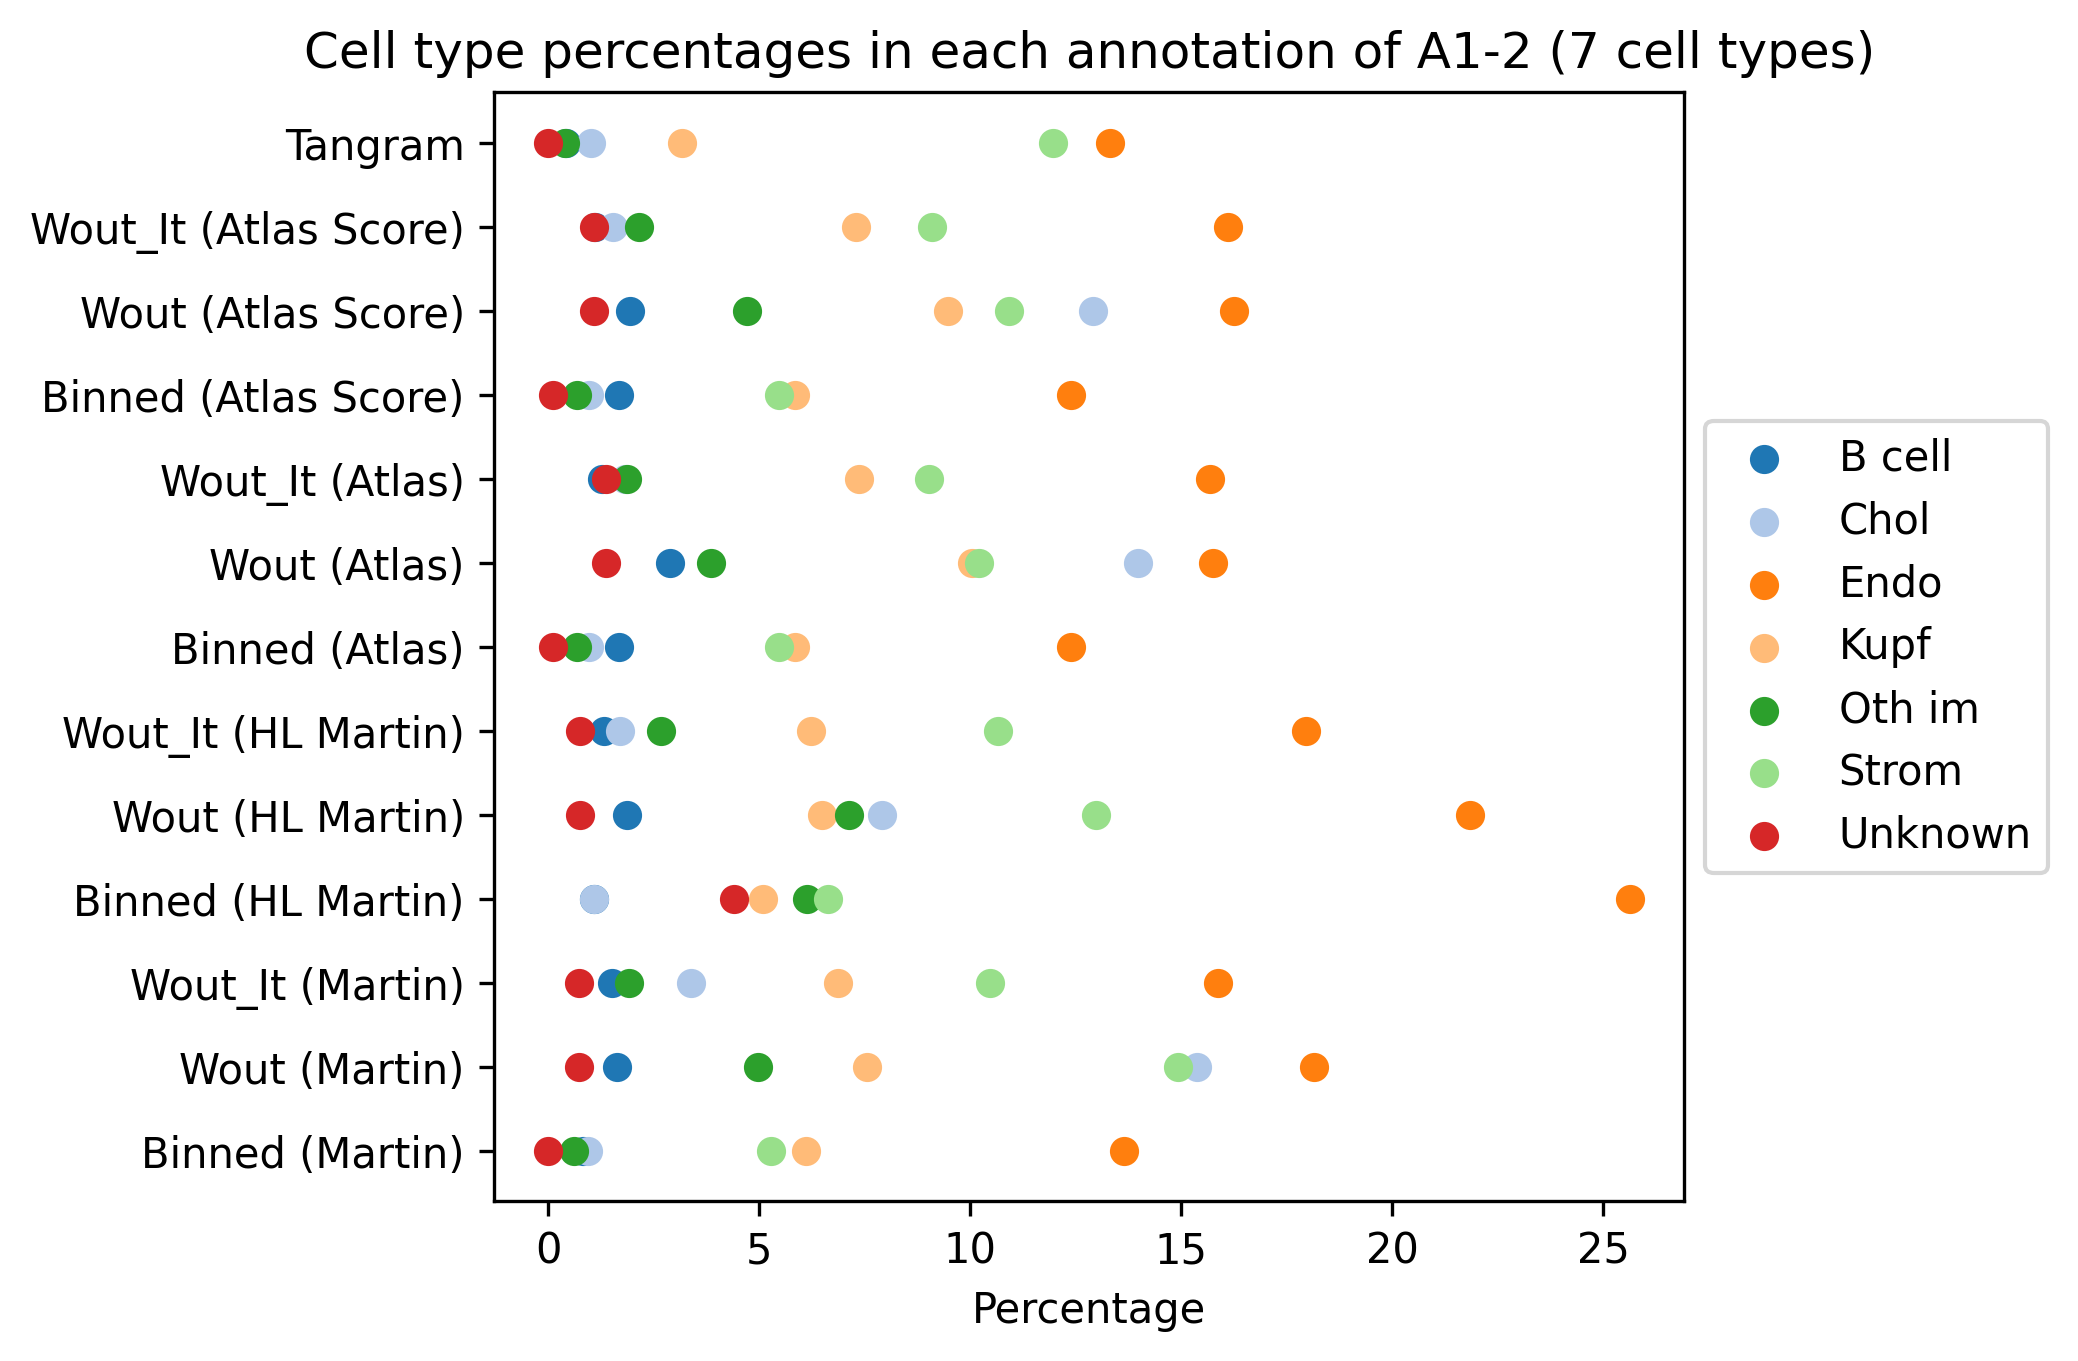 Cell type percentages in each annotation of A1-2 (7 cell types)
Tangram
Wout_It (Atlas Score)
Wout (Atlas Score)
Binned (Atlas Score)
Wout_It (Atlas)
Wout (Atlas)
Binned (Atlas)
Wout_It (HL Martin)
Wout (HL Martin)
Binned (HL Martin)
Wout_It (Martin)
Wout (Martin)
Binned (Martin)
0 5 10 15 20 25
Percentage
B cell
Chol
Endo
Kupf
Oth im
Strom
Unknown